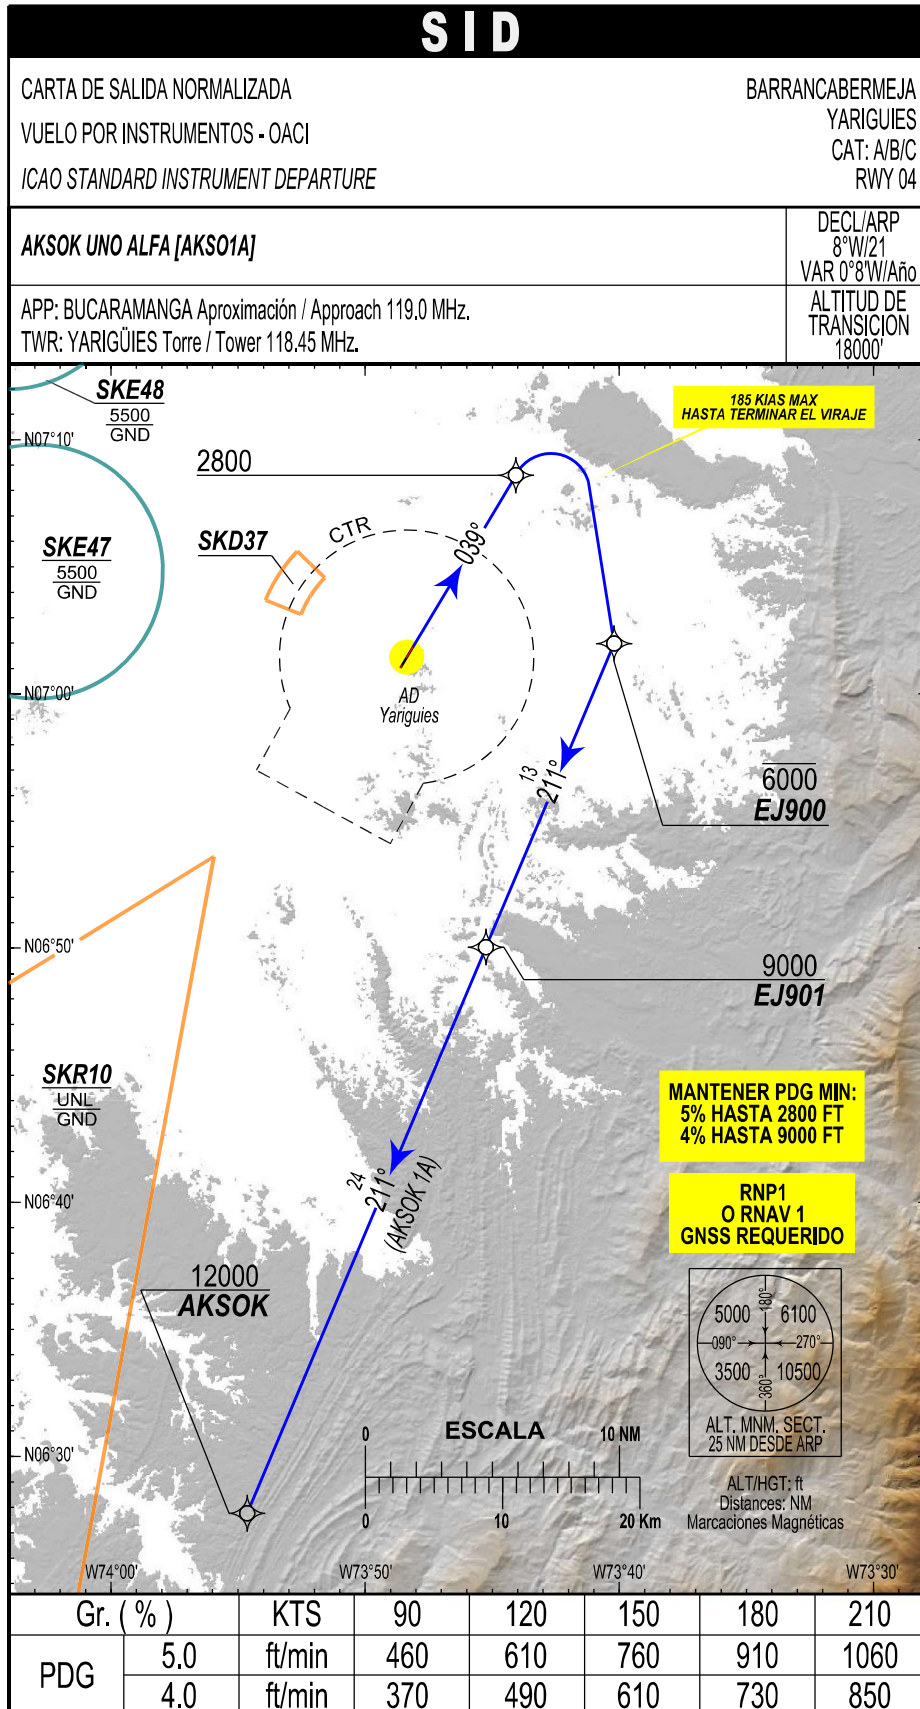 SID
CARTA DE SALIDA NORMALIZADA
VUELO POR INSTRUMENTOS - OACI
ICAO STANDARD INSTRUMENT DEPARTURE
BARRANCABERMEJA
YARIGUIES
CAT: A/B/C
RWY 04
AKSOK UNO ALFA [AKSO1A]
DECL/ARP
8°W/21
VAR 0°8'W/Año
APP: BUCARAMANGA Aproximación / Approach 119.0 MHz.
TWR: YARIGÜIES Torre / Tower 118.45 MHz.
ALTITUD DE
TRANSICION
18000'
SKE48
5500
GND
185 KIAS MAX
HASTA TERMINAR EL VIRAJE
N07°10'
2800
CTR
039°
SKD37
SKE47
5500
GND
N07°00'
AD
Yariguies
13
211°
6000
EJ900
N06°50'
9000
EJ901
SKR10
UNL
GND
MANTENER PDG MIN:
5% HASTA 2800 FT
4% HASTA 9000 FT
24
211°
(AKSOK 1A)
N06°40'
RNP1
O RNAV 1
GNSS REQUERIDO
12000
AKSOK
5000
180°
6100
090°
270°
3500
360°
10500
ALT. MNM. SECT.
25 NM DESDE ARP
ESCALA
0
10 NM
0
10
20 Km
N06°30'
ALT/HGT: ft
Distances: NM
Marcaciones Magnéticas
W74°00'
W73°50'
W73°40'
W73°30'
Gr. ( % ) KTS 90 120 150 180 210
PDG 5.0 ft/min 460 610 760 910 1060
4.0 ft/min 370 490 610 730 850